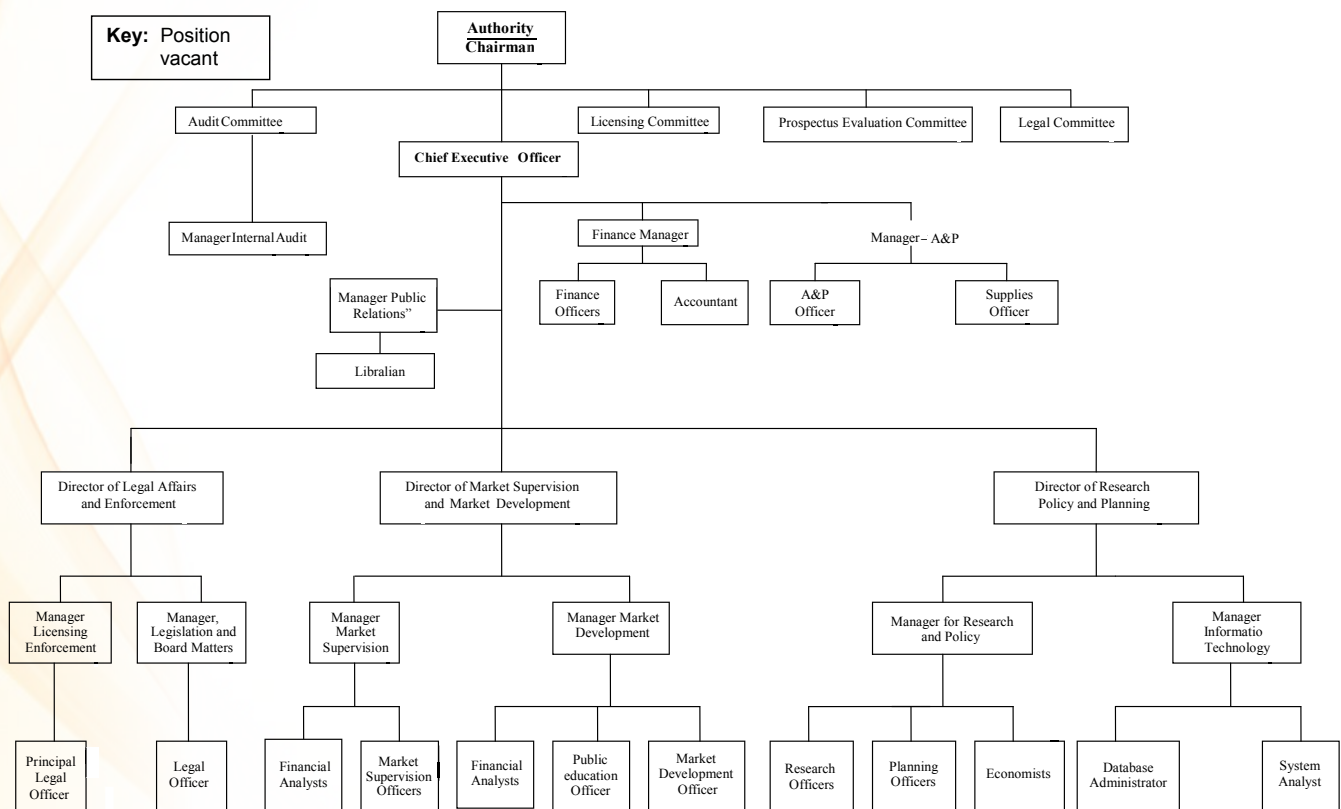 Key: Position
vacant
Authority
Chairman
Audit Committee
Licensing Committee
Prospectus Evaluation Committee
Legal Committee
Chief Executive Officer
Manager Internal Audit
Finance Manager
Manager – A&P
Finance
Officers
Accountant
A&P
Officer
Supplies
Officer
Manager Public
Relations”
Libralian
Director of Legal Affairs
and Enforcement
Director of Market Supervision
and Market Development
Director of Research
Policy and Planning
Manager
Licensing
Enforcement
Manager,
Legislation and
Board Matters
Manager
Market
Supervision
Manager Market
Development
Manager for Research
and Policy
Manager
Informatio
Technology
Principal
Legal
Officer
Legal
Officer
Financial
Analysts
Market
Supervision
Officers
Financial
Analysts
Public
education
Officer
Market
Development
Officer
Research
Officers
Planning
Officers
Economists
Database
Administrator
System
Analyst